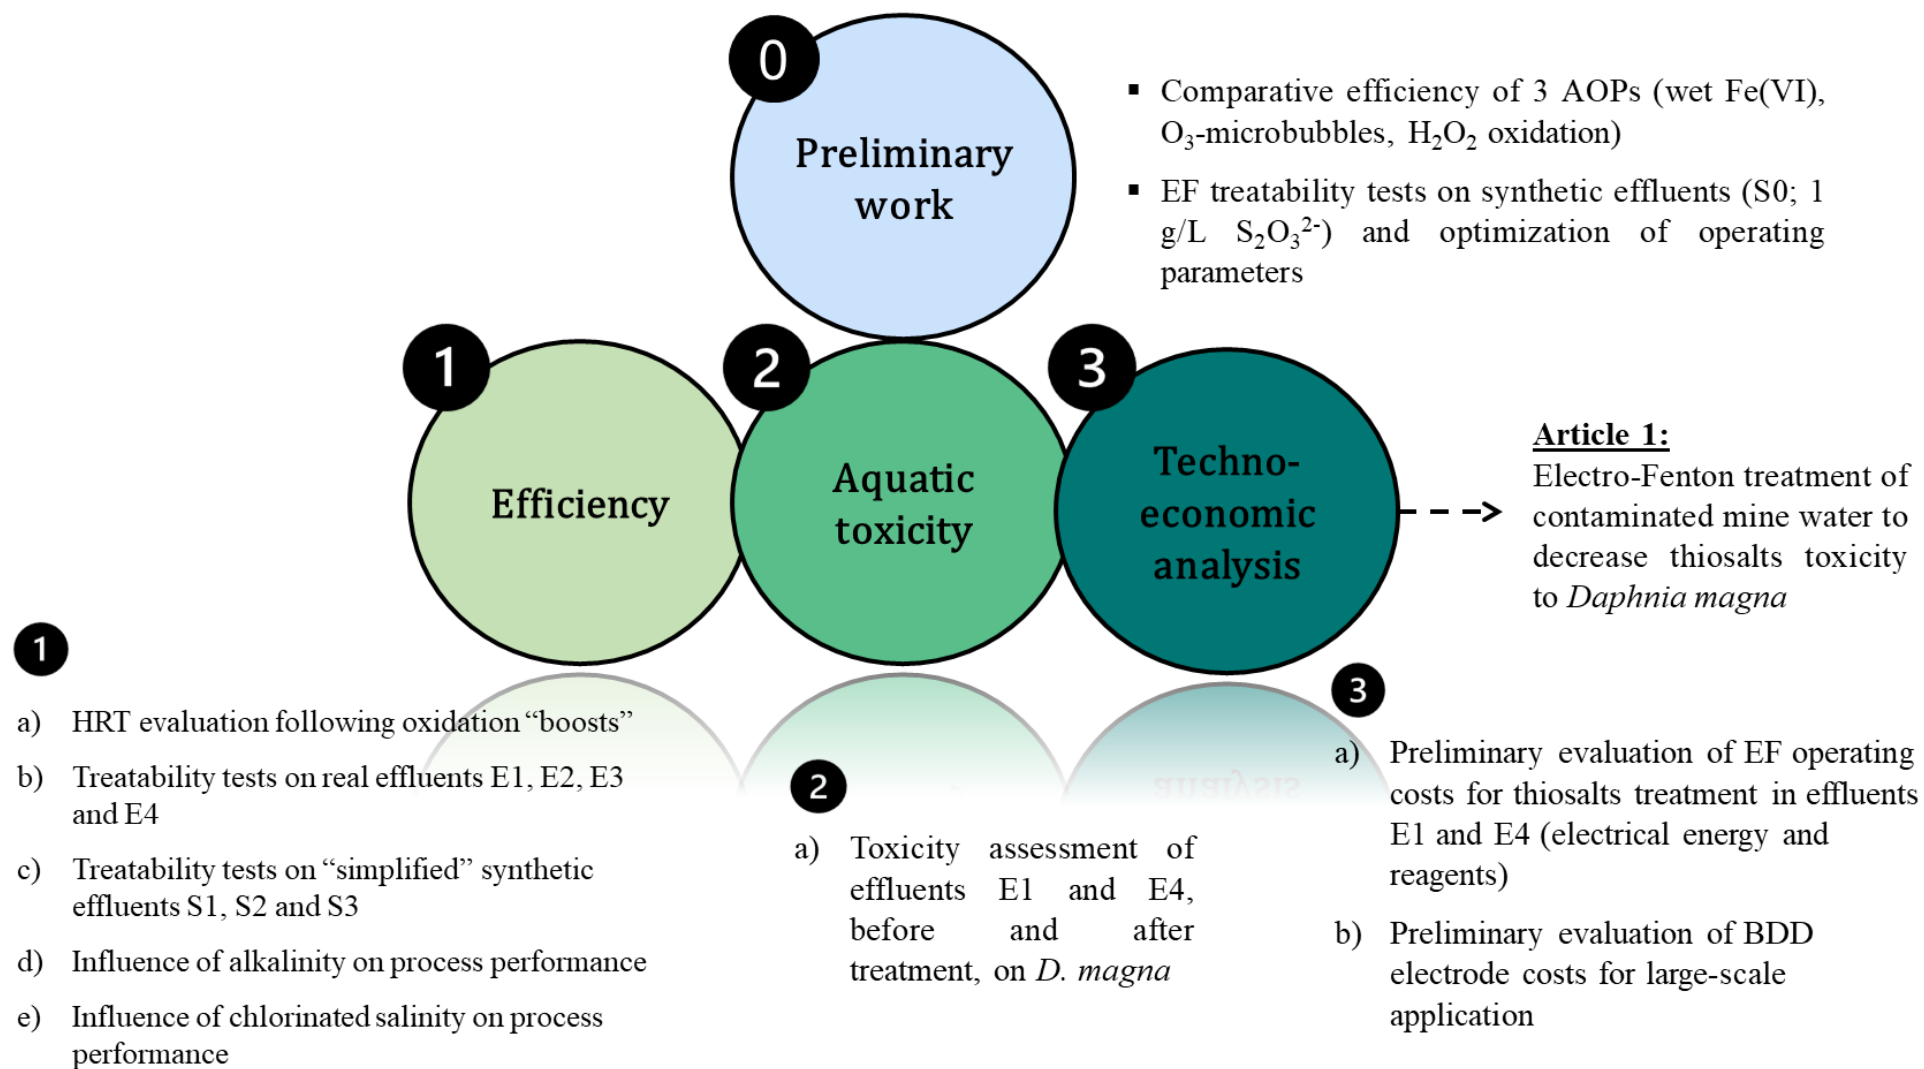 0
Preliminary
work
▪ Comparative efficiency of 3 AOPs (wet Fe(VI),
O₃-microbubbles, H₂O₂ oxidation)
▪ EF treatability tests on synthetic effluents (S0; 1
g/L S₂O₃²⁻) and optimization of operating
parameters
1
Efficiency
2
Aquatic
toxicity
3
Techno-
economic
analysis
Article 1:
Electro-Fenton treatment of
contaminated mine water to
decrease thiosalts toxicity
to Daphnia magna
1
a) HRT evaluation following oxidation “boosts”
b) Treatability tests on real effluents E1, E2, E3
and E4
c) Treatability tests on “simplified” synthetic
effluents S1, S2 and S3
d) Influence of alkalinity on process performance
e) Influence of chlorinated salinity on process
performance
2
a) Toxicity assessment of
effluents E1 and E4,
before and after
treatment, on D. magna
3
a) Preliminary evaluation of EF operating
costs for thiosalts treatment in effluents
E1 and E4 (electrical energy and
reagents)
b) Preliminary evaluation of BDD
electrode costs for large-scale
application
analysis